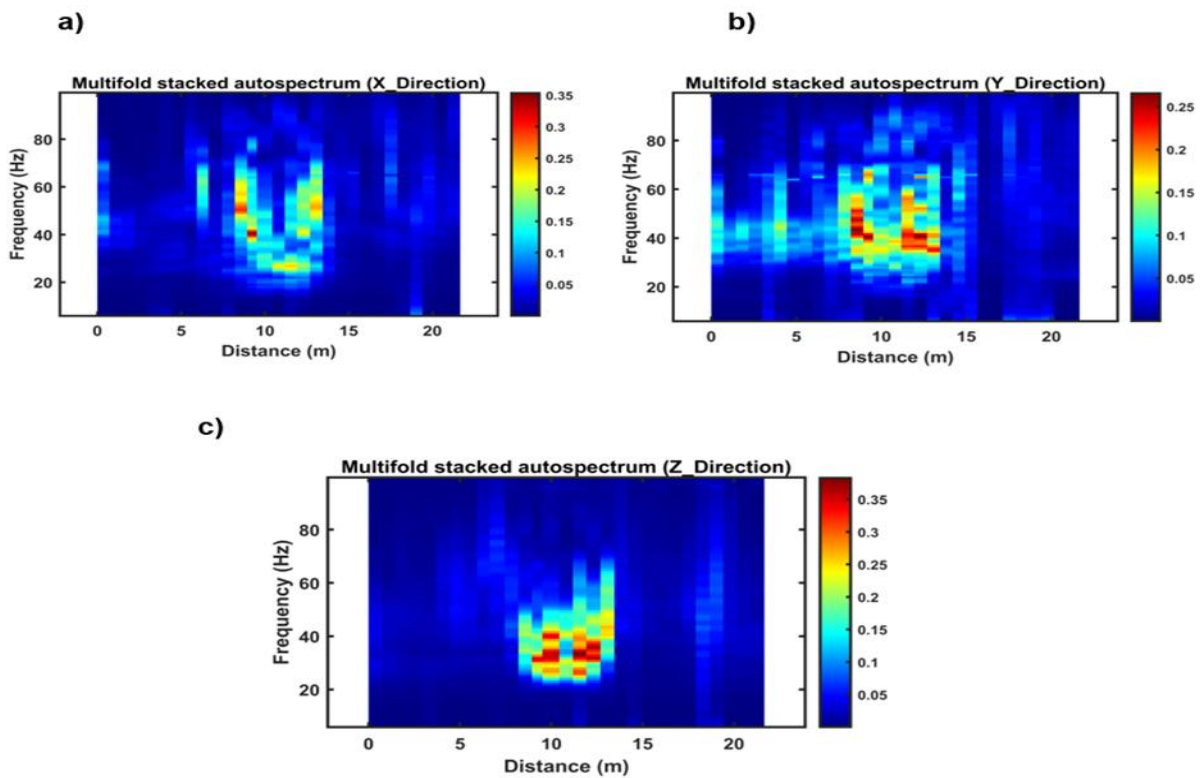 a)
Multifold stacked autospectrum (X_Direction)
Frequency (Hz)
80
60
40
20
0 5 10 15 20
Distance (m)
0.35
0.3
0.25
0.2
0.15
0.1
0.05
b)
Multifold stacked autospectrum (Y_Direction)
Frequency (Hz)
80
60
40
20
0 5 10 15 20
Distance (m)
0.25
0.2
0.15
0.1
0.05
c)
Multifold stacked autospectrum (Z_Direction)
Frequency (Hz)
80
60
40
20
0 5 10 15 20
Distance (m)
0.35
0.3
0.25
0.2
0.15
0.1
0.05